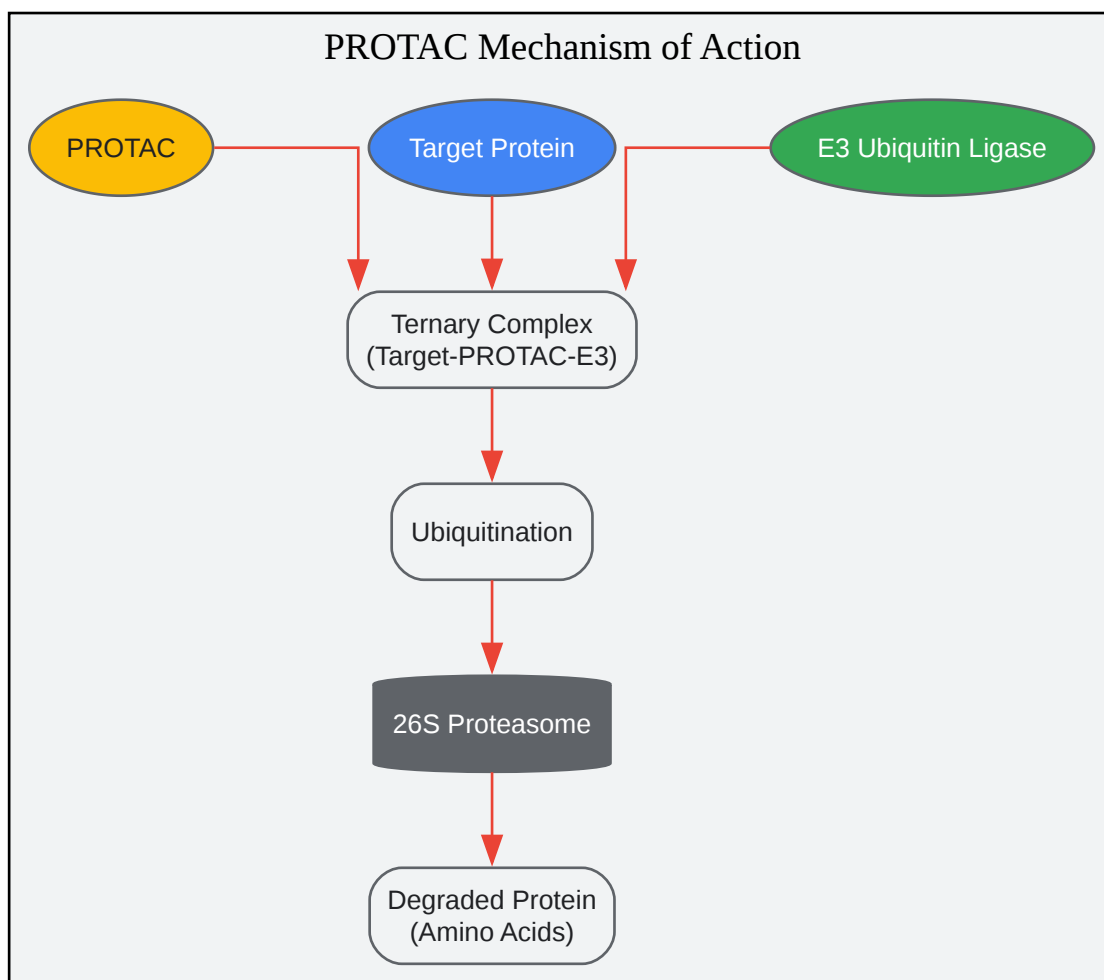 PROTAC Mechanism of Action
PROTAC
Target Protein
E3 Ubiquitin Ligase
Ternary Complex
(Target-PROTAC-E3)
Ubiquitination
26S Proteasome
Degraded Protein
(Amino Acids)